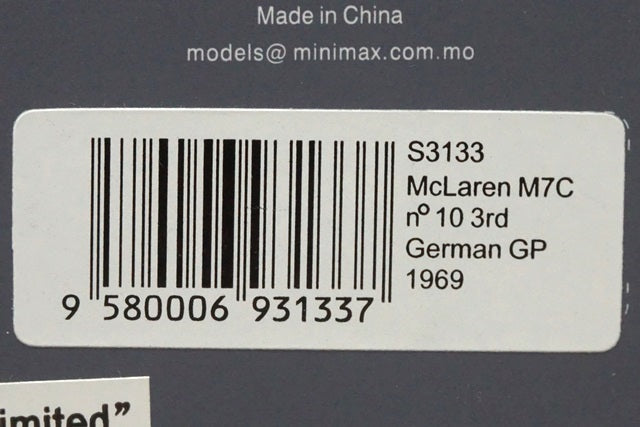 Made in China
models@ minimax.com.mo
S3133
McLaren M7C
nº 10 3rd
German GP
1969
9 580006 931337
imited”